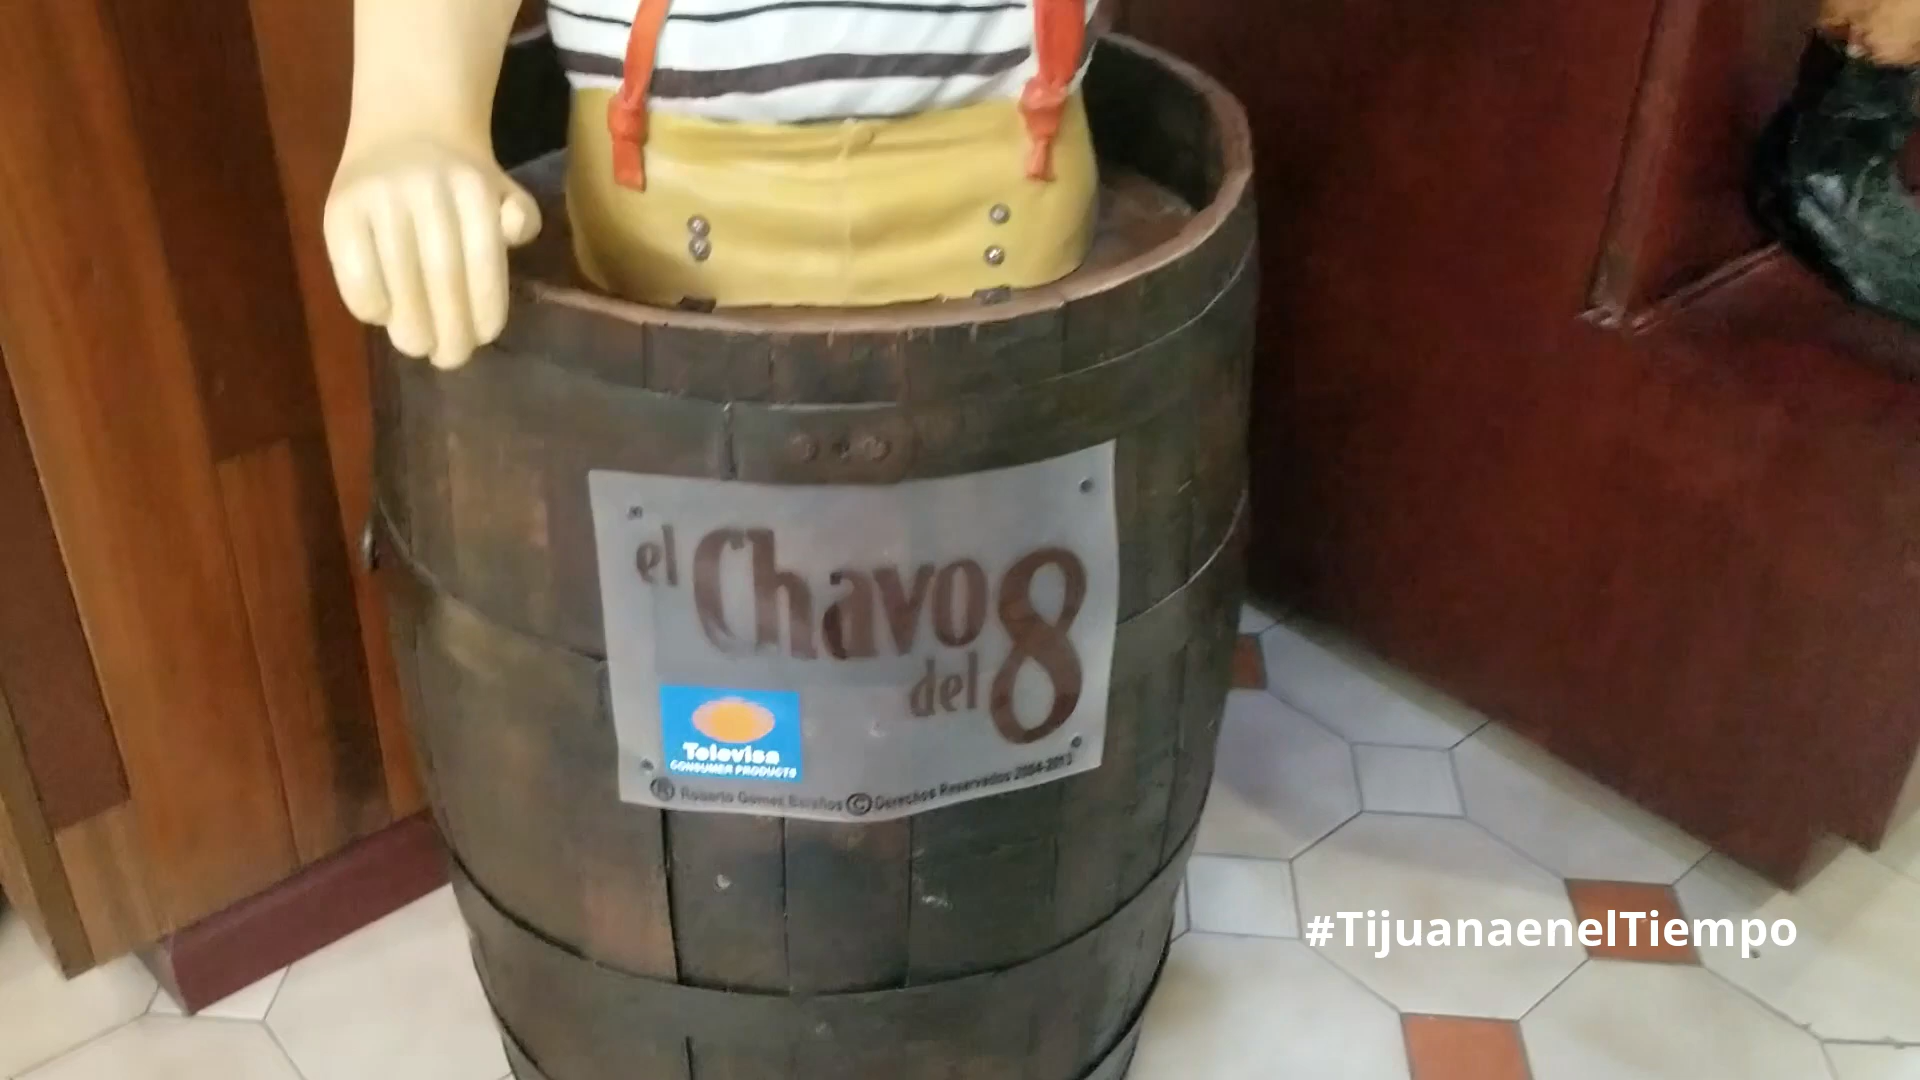 el Chavo
del 8
Televisa
CONSUMER PRODUCTS
® Roberto Gomez Bolaños © Derechos Reservados 2004-2013
#TijuanaenelTiempo